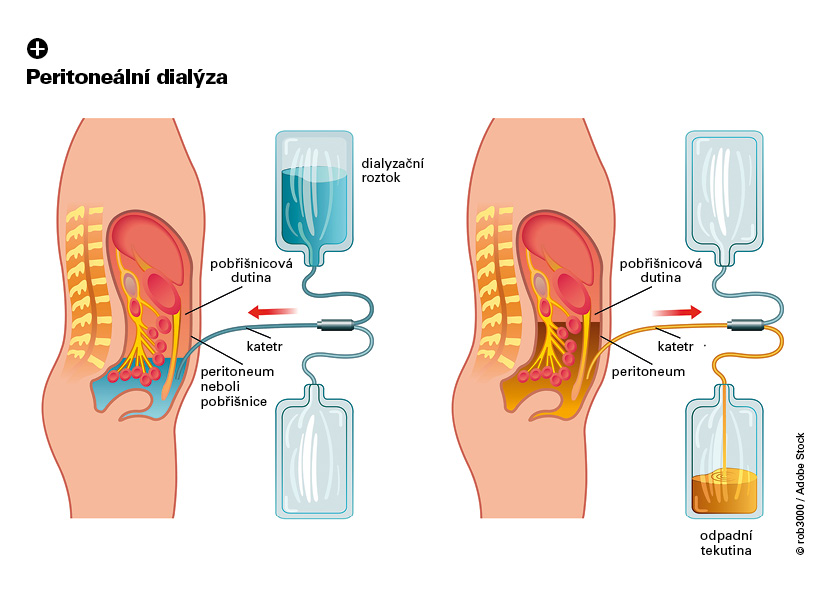 Peritoneální dialýza
dialyzační
roztok
pobřišnicová
dutina
katetr
peritoneum
neboli
pobřišnice
pobřišnicová
dutina
katetr
peritoneum
odpadní
tekutina
© rob3000 / Adobe Stock